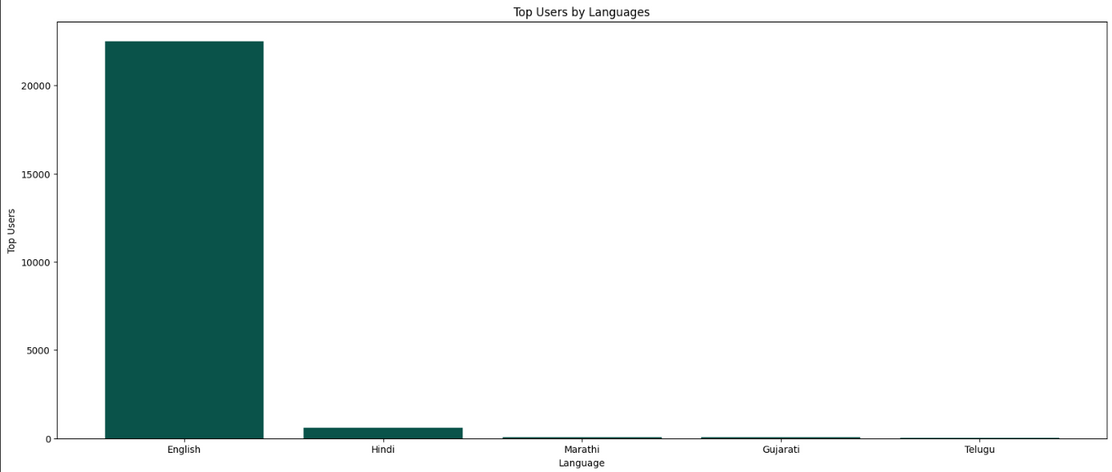 Top Users by Languages
Top Users
20000
15000
10000
5000
0
English Hindi Marathi Gujarati Telugu
Language